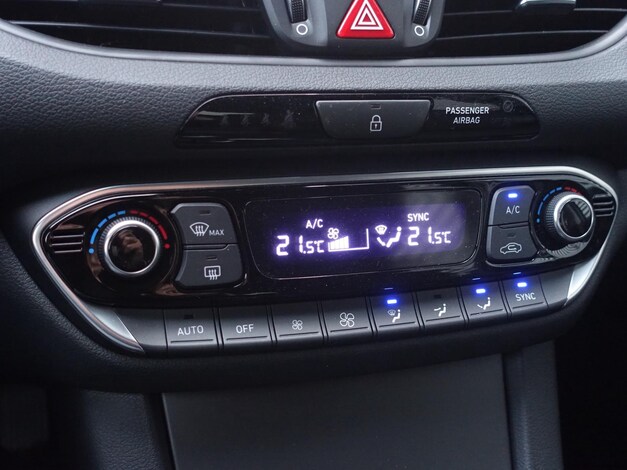 PASSENGER
AIRBAG
MAX
A/C
SYNC
21.5°C
21.5°C
A/C
AUTO
OFF
SYNC